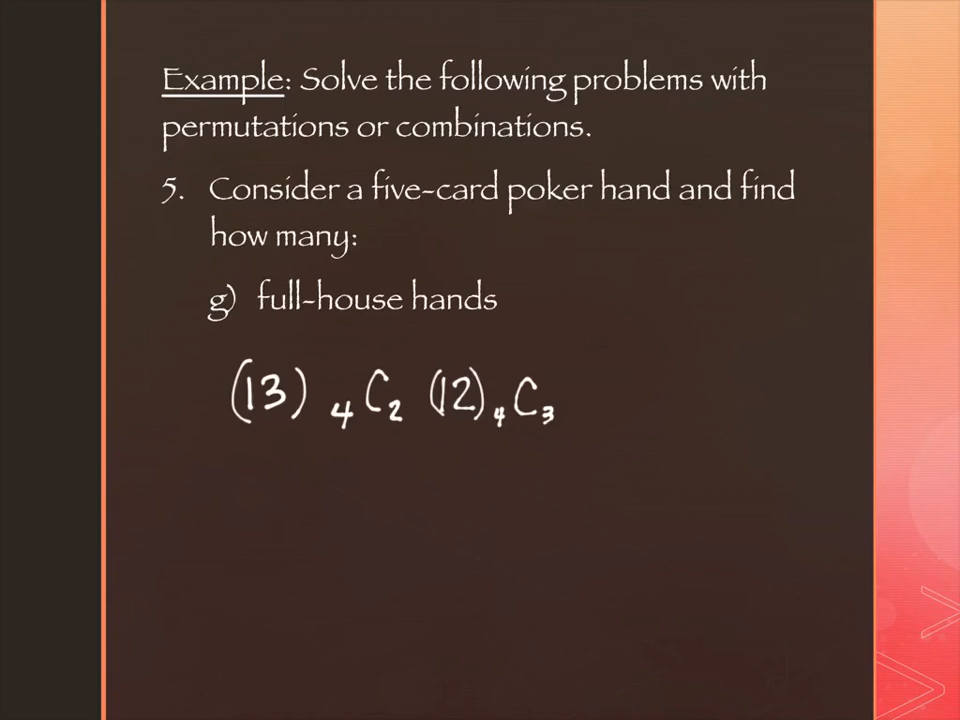 Example: Solve the following problems with
permutations or combinations.
5. Consider a five-card poker hand and find
how many:
g) full-house hands
(13) ₄C₂ (12) ₄C₃